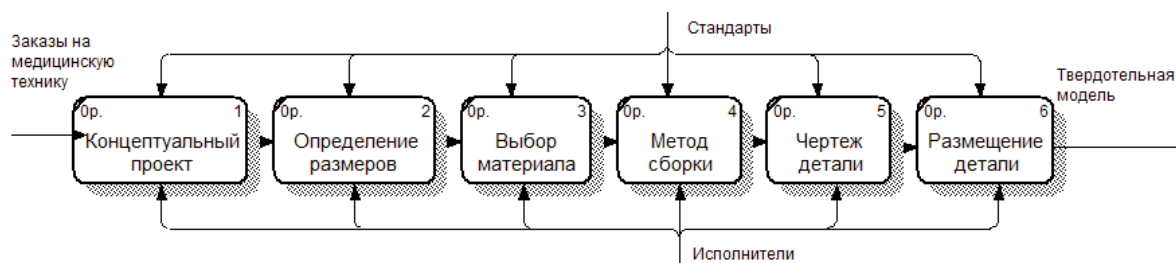 Стандарты
Заказы на
медицинскую
технику
Твердотельная
модель
0р. 1
Концептуальный
проект
0р. 2
Определение
размеров
0р. 3
Выбор
материала
0р. 4
Метод
сборки
0р. 5
Чертеж
детали
0р. 6
Размещение
детали
Исполнители